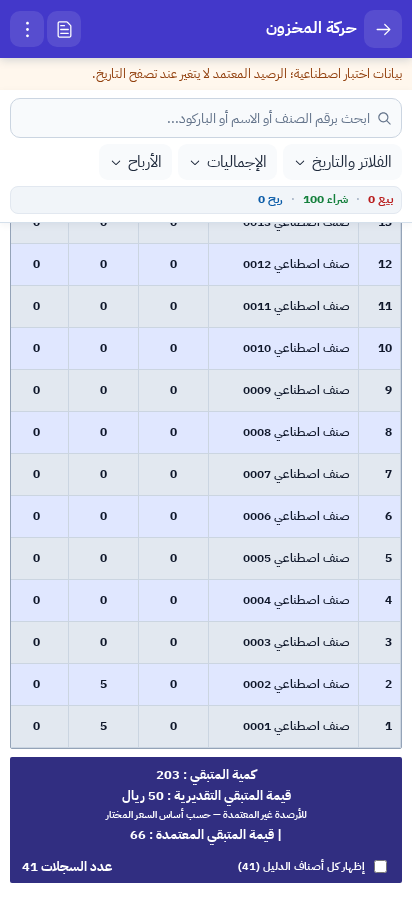 حركة المخزون
بيانات اختبار اصطناعية؛ الرصيد المعتمد لا يتغير عند تصفح التاريخ.
ابحث برقم الصنف أو الاسم أو الباركود...
الفلاتر والتاريخ الإجماليات الأرباح
بيع 0 · شراء 100 · ربح 0
13 صنف اصطناعي 0013 0 0 0
12 صنف اصطناعي 0012 0 0 0
11 صنف اصطناعي 0011 0 0 0
10 صنف اصطناعي 0010 0 0 0
9 صنف اصطناعي 0009 0 0 0
8 صنف اصطناعي 0008 0 0 0
7 صنف اصطناعي 0007 0 0 0
6 صنف اصطناعي 0006 0 0 0
5 صنف اصطناعي 0005 0 0 0
4 صنف اصطناعي 0004 0 0 0
3 صنف اصطناعي 0003 0 0 0
2 صنف اصطناعي 0002 0 5 0
1 صنف اصطناعي 0001 0 5 0
كمية المتبقي : 203
قيمة المتبقي التقديرية : 50 ريال
للأرصدة غير المعتمدة — حسب أساس السعر المختار
| قيمة المتبقي المعتمدة : 66
إظهار كل أصناف الدليل (41) عدد السجلات 41